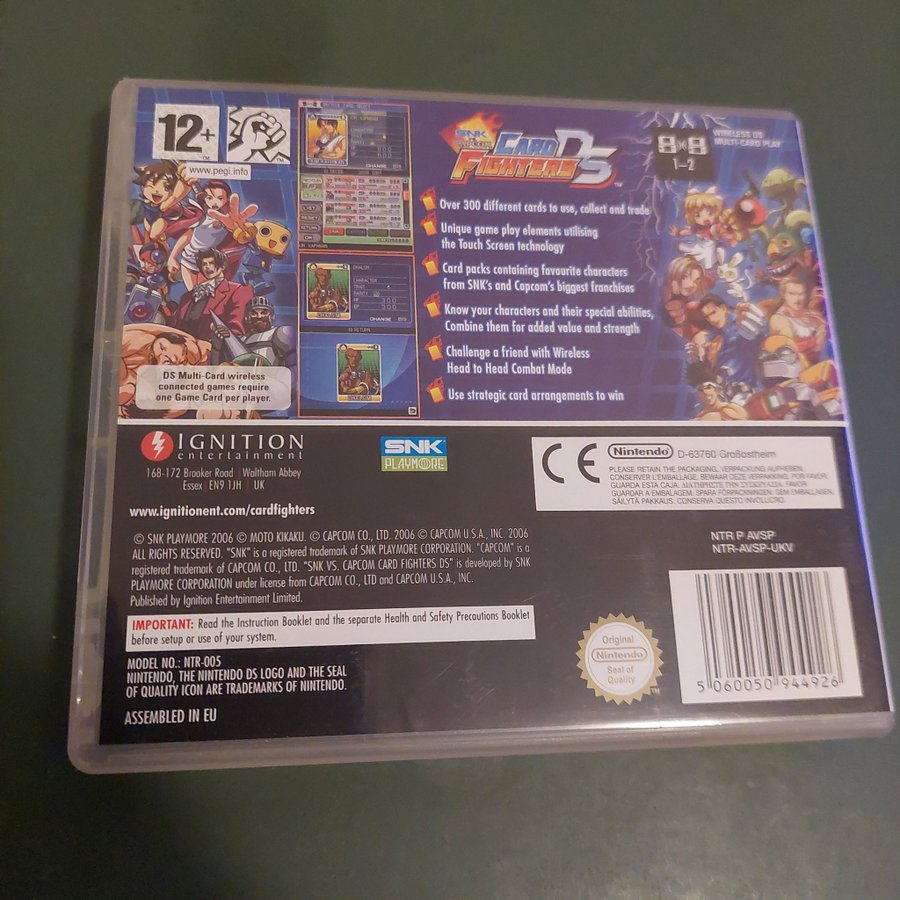 12+
www.pegi.info
DS Multi-Card wireless
connected games require
one Game Card per player.
CHARACTER
300
300
CHANGE
RETURN
SNK
CAPCOM
CARD
FIGHTERS DS
TM
WIRELESS DS
MULTI-CARD PLAY
1-2
Over 300 different cards to use, collect and trade
Unique game play elements utilising
the Touch Screen technology
Card packs containing favourite characters
from SNK's and Capcom's biggest franchises
Know your characters and their special abilities,
Combine them for added value and strength
Challenge a friend with Wireless
Head to Head Combat Mode
Use strategic card arrangements to win
IGNITION
entertainment
168-172 Brooker Road | Waltham Abbey
Essex | EN9 1JH | UK
www.ignitionent.com/cardfighters
SNK
PLAYMORE
CE
Nintendo
D-63760 Großostheim
PLEASE RETAIN THE PACKAGING. VERPACKUNG AUFHEBEN.
CONSERVER L'EMBALLAGE. BEWAAR DEZE VERPAKKING. POR FAVOR,
GUARDA ESTA CAJA. ΔΙΑΤΗΡΗΣΤΕ ΤΗΝ ΣΥΣΚΕΥΑΣΙΑ. FAVOR
GUARDAR A EMBALAGEM. SPARA FÖRPACKNINGEN. GEM EMBALLAGEN.
SÄILYTÄ PAKKAUS. CONSERVA QUESTO INVOLUCRO.
© SNK PLAYMORE 2006 © MOTO KIKAKU. © CAPCOM CO., LTD. 2006 © CAPCOM U.S.A., INC. 2006
ALL RIGHTS RESERVED. "SNK" is a registered trademark of SNK PLAYMORE CORPORATION. "CAPCOM" is a
registered trademark of CAPCOM CO., LTD. "SNK VS. CAPCOM CARD FIGHTERS DS" is developed by SNK
PLAYMORE CORPORATION under license from CAPCOM CO., LTD and CAPCOM U.S.A., INC.
Published by Ignition Entertainment Limited.
NTR P AVSP
NTR-AVSP-UKV
IMPORTANT: Read the Instruction Booklet and the separate Health and Safety Precautions Booklet
before setup or use of your system.
MODEL NO.: NTR-005
NINTENDO, THE NINTENDO DS LOGO AND THE SEAL
OF QUALITY ICON ARE TRADEMARKS OF NINTENDO.
ASSEMBLED IN EU
Original
Nintendo
Seal of
Quality
TM
5 060050 944926